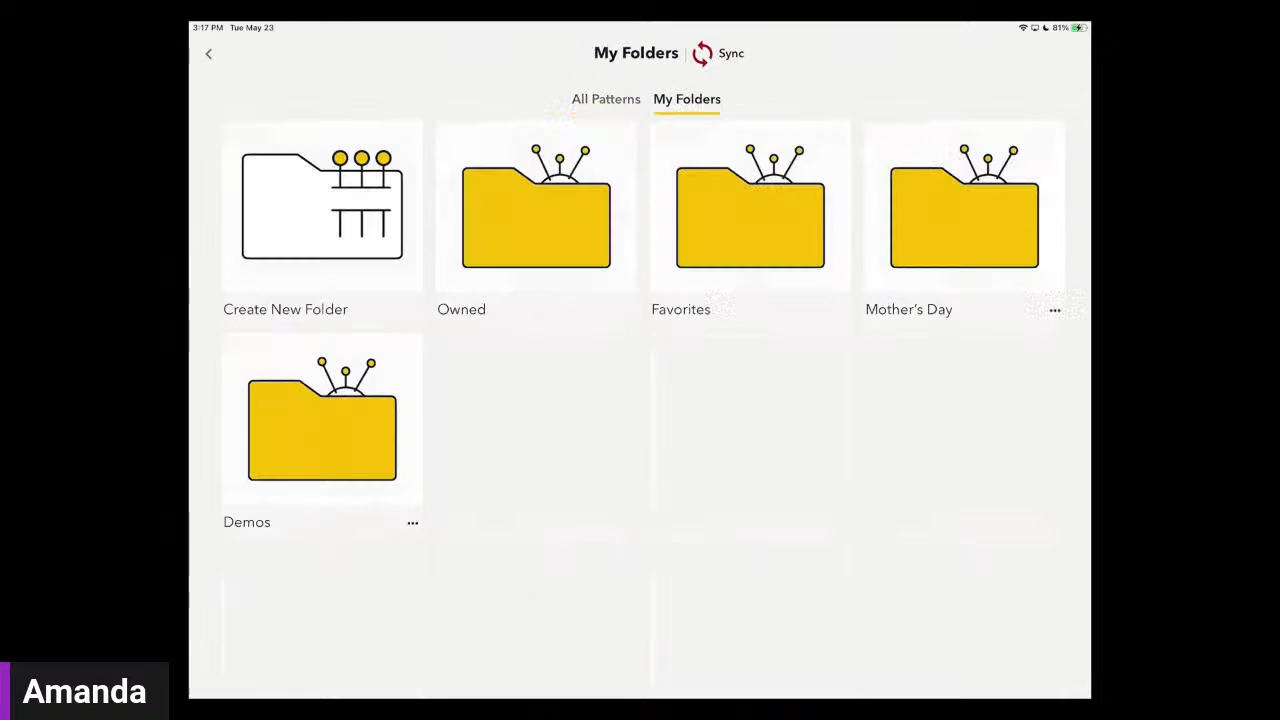 3:17 PM Tue May 23
81%
My Folders
Sync
All Patterns
My Folders
Create New Folder
Owned
Favorites
Mother's Day
Demos
Amanda